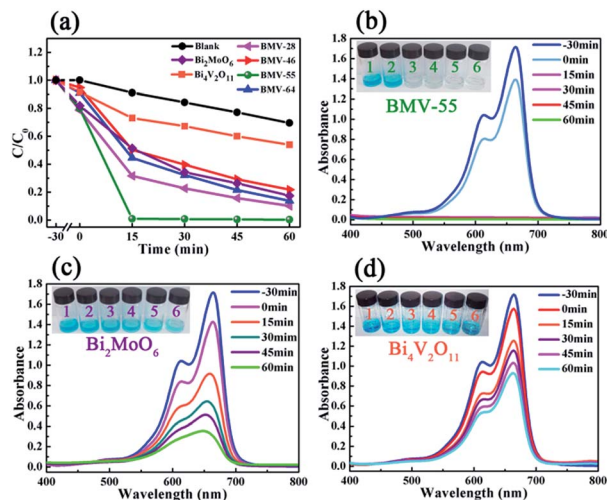 (a)
C/C0
1.2
1.0
0.8
0.6
0.4
0.2
0.0
Blank
Bi2MoO6
Bi4V2O11
BMV-28
BMV-46
BMV-55
BMV-64
-30 0 15 30 45 60
Time (min)
(b)
Absorbance
1.8
1.6
1.4
1.2
1.0
0.8
0.6
0.4
0.2
0.0
1 2 3 4 5 6
BMV-55
-30min
0min
15min
30min
45min
60min
400 500 600 700 800
Wavelength (nm)
(c)
Absorbance
1.8
1.6
1.4
1.2
1.0
0.8
0.6
0.4
0.2
0.0
1 2 3 4 5 6
Bi2MoO6
-30min
0min
15min
30mim
45min
60min
400 500 600 700 800
Wavelength (nm)
(d)
Absorbance
1.8
1.6
1.4
1.2
1.0
0.8
0.6
0.4
0.2
0.0
1 2 3 4 5 6
Bi4V2O11
-30min
0min
15min
30min
45min
60min
400 500 600 700 800
Wavelength (nm)